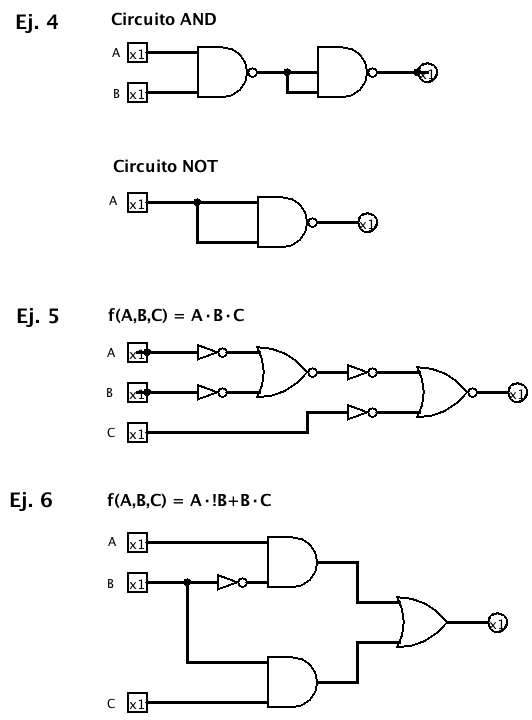 Ej. 4
Circuito AND
A x1
B x1
x1
Circuito NOT
A x1
x1
Ej. 5
f(A,B,C) = A·B·C
A x1
B x1
x1
C x1
Ej. 6
f(A,B,C) = A·!B+B·C
A x1
B x1
x1
C x1